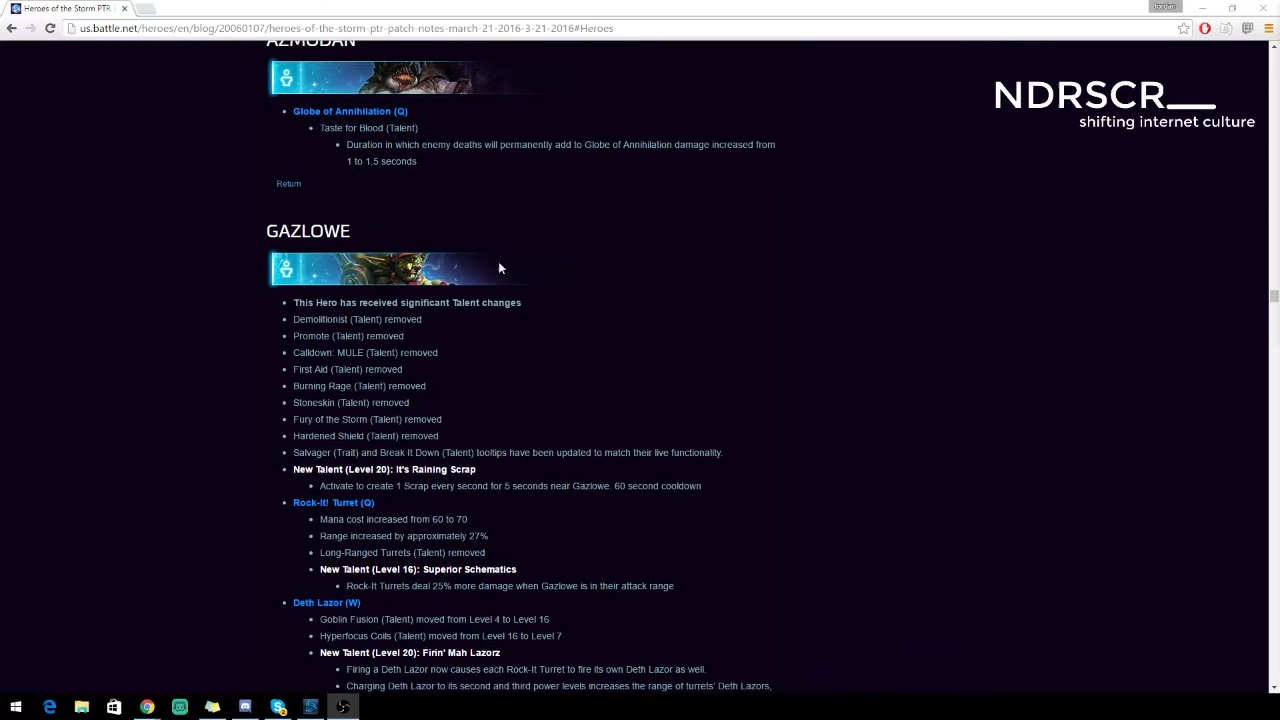 Heroes of the Storm PTR
Jordan
us.battle.net/heroes/en/blog/20060107/heroes-of-the-storm-ptr-patch-notes-march-21-2016-3-21-2016#Heroes
AZMODAN
NDRSCR__
shifting internet culture
Globe of Annihilation (Q)
Taste for Blood (Talent)
Duration in which enemy deaths will permanently add to Globe of Annihilation damage increased from
1 to 1.5 seconds
Return
GAZLOWE
This Hero has received significant Talent changes
Demolitionist (Talent) removed
Promote (Talent) removed
Calldown: MULE (Talent) removed
First Aid (Talent) removed
Burning Rage (Talent) removed
Stoneskin (Talent) removed
Fury of the Storm (Talent) removed
Hardened Shield (Talent) removed
Salvager (Trait) and Break It Down (Talent) tooltips have been updated to match their live functionality.
New Talent (Level 20): It's Raining Scrap
Activate to create 1 Scrap every second for 5 seconds near Gazlowe. 60 second cooldown
Rock-It! Turret (Q)
Mana cost increased from 60 to 70
Range increased by approximately 27%
Long-Ranged Turrets (Talent) removed
New Talent (Level 16): Superior Schematics
Rock-It Turrets deal 25% more damage when Gazlowe is in their attack range
Deth Lazor (W)
Goblin Fusion (Talent) moved from Level 4 to Level 16
Hyperfocus Coils (Talent) moved from Level 16 to Level 7
New Talent (Level 20): Firin' Mah Lazorz
Firing a Deth Lazor now causes each Rock-It Turret to fire its own Deth Lazor as well.
Charging Deth Lazor to its second and third power levels increases the range of turrets' Deth Lazors,